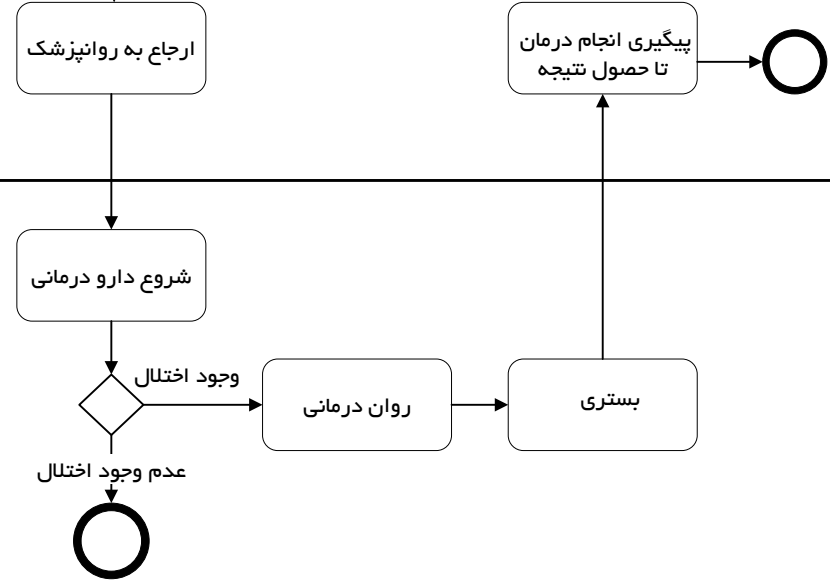 ارجاع به روانپزشک
پیگیری انجام درمان
تا حصول نتیجه
شروع دارو درمانی
وجود اختلال
روان درمانی
بستری
عدم وجود اختلال